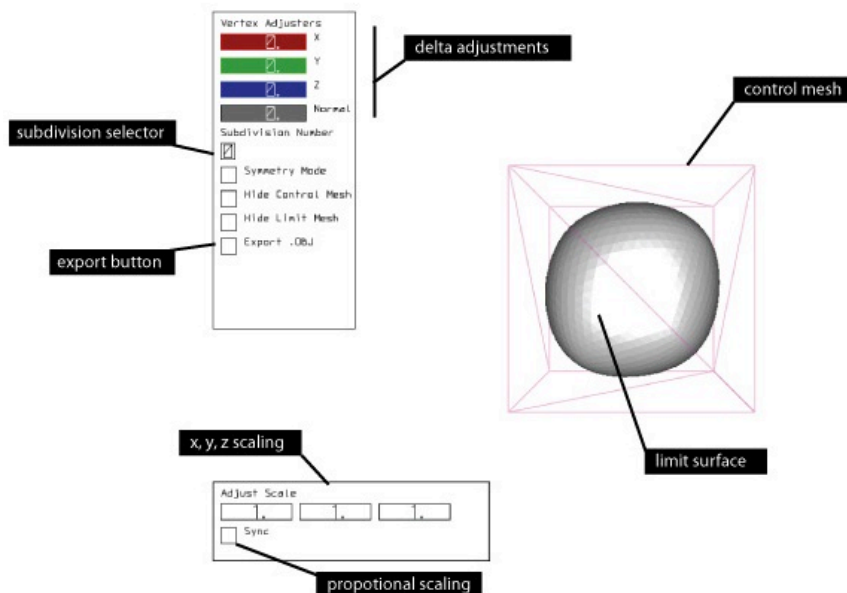 Vertex Adjusters
0. X
delta adjustments
0. Y
0. Z
control mesh
0. Normal
subdivision selector
Subdivision Number
0
Symmetry Mode
Hide Control Mesh
Hide Limit Mesh
Export .OBJ
export button
x, y, z scaling
limit surface
Adjust Scale
1. 1. 1.
Sync
propotional scaling